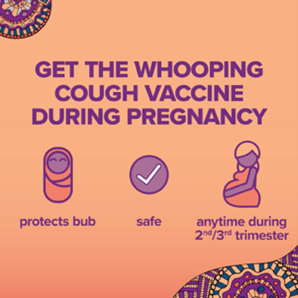 GET THE WHOOPING
COUGH VACCINE
DURING PREGNANCY
protects bub
safe
anytime during
2nd/3rd trimester